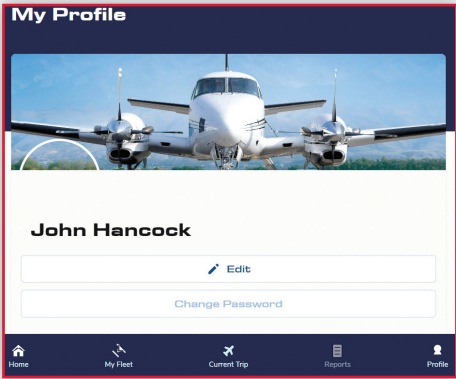 My Profile
John Hancock
Edit
Change Password
Home
My Fleet
Current Trip
Reports
Profile